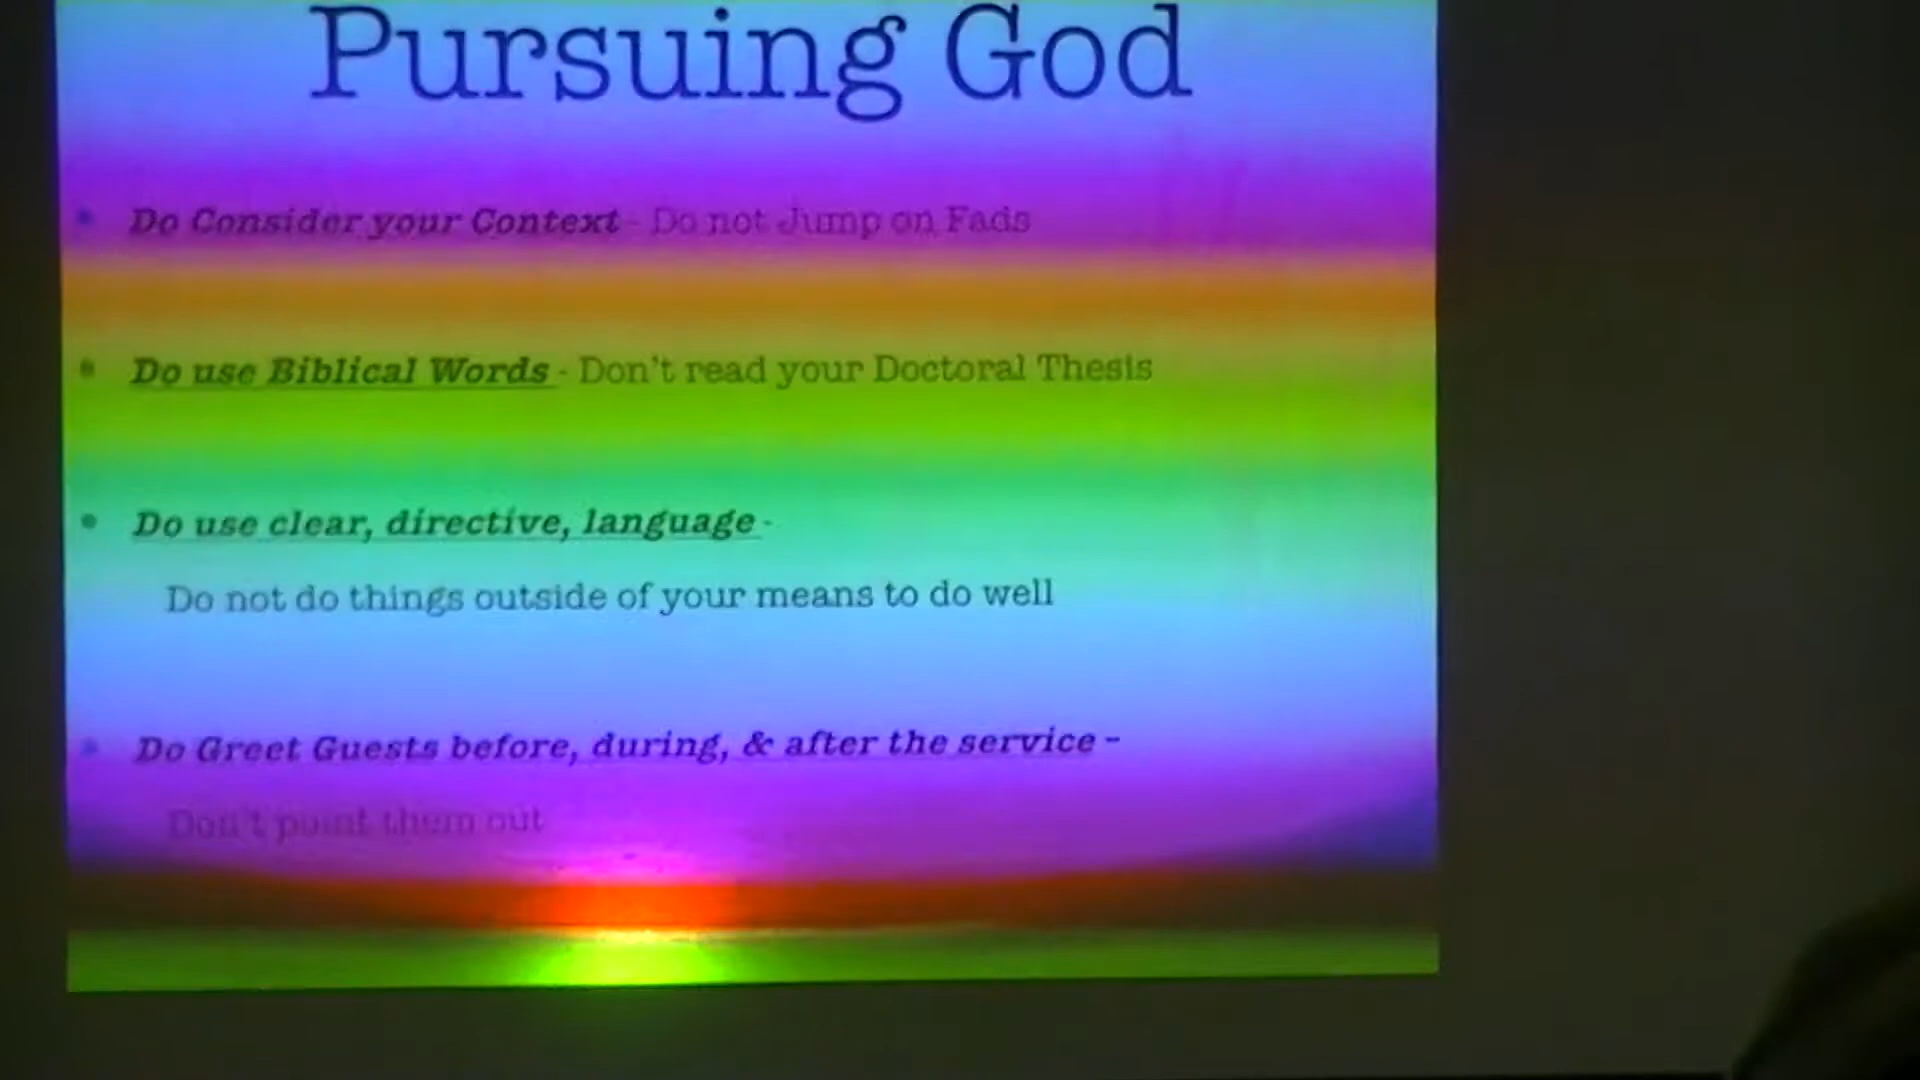 Pursuing God
• Do Consider your Context - Do not Jump on Fads
• Do use Biblical Words - Don't read your Doctoral Thesis
• Do use clear, directive, language -
Do not do things outside of your means to do well
• Do Greet Guests before, during, & after the service -
Don't point them out